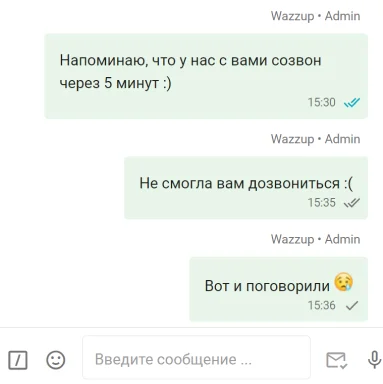 Wazzup • Admin
Напоминаю, что у нас с вами созвон
через 5 минут :)
15:30
Wazzup • Admin
Не смогла вам дозвониться :(
15:35
Wazzup • Admin
Вот и поговорили 😢
15:36
Введите сообщение ...